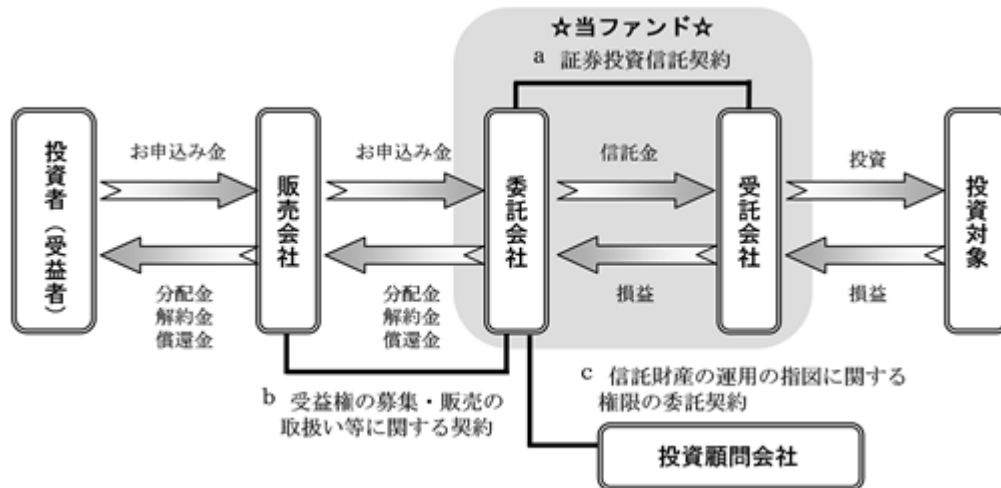 ☆当ファンド☆
a 証券投資信託契約
投資者（受益者）
お申込み金
分配金
解約金
償還金
販売会社
お申込み金
分配金
解約金
償還金
委託会社
信託金
損益
受託会社
投資
損益
投資対象
b 受益権の募集・販売の
取扱い等に関する契約
c 信託財産の運用の指図に関する
権限の委託契約
投資顧問会社